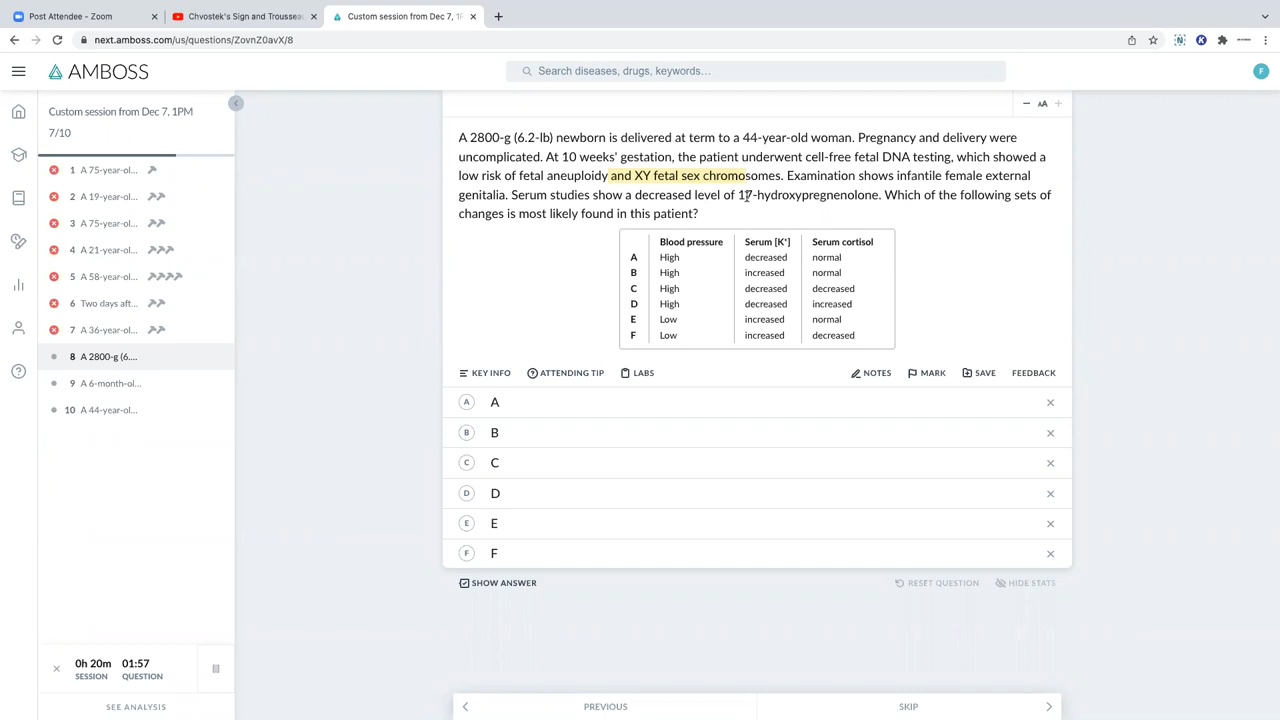 Post Attendee - Zoom
Chvostek's Sign and Trousseau
Custom session from Dec 7, 1P
next.amboss.com/us/questions/ZovnZ0avX/8
AMBOSS
Search diseases, drugs, keywords…
F
Custom session from Dec 7, 1PM
7/10
1 A 75-year-ol...
2 A 19-year-ol...
3 A 75-year-ol...
4 A 21-year-ol...
5 A 58-year-ol...
6 Two days aft...
7 A 36-year-ol...
8 A 2800-g (6....
9 A 6-month-ol...
10 A 44-year-ol...
0h 20m 01:57
SESSION QUESTION
SEE ANALYSIS
AA
A 2800-g (6.2-lb) newborn is delivered at term to a 44-year-old woman. Pregnancy and delivery were
uncomplicated. At 10 weeks' gestation, the patient underwent cell-free fetal DNA testing, which showed a
low risk of fetal aneuploidy and XY fetal sex chromosomes. Examination shows infantile female external
genitalia. Serum studies show a decreased level of 17-hydroxypregnenolone. Which of the following sets of
changes is most likely found in this patient?
Blood pressure Serum [K⁺] Serum cortisol
A High decreased normal
B High increased normal
C High decreased decreased
D High decreased increased
E Low increased normal
F Low increased decreased
KEY INFO ATTENDING TIP LABS NOTES MARK SAVE FEEDBACK
A A
B B
C C
D D
E E
F F
SHOW ANSWER RESET QUESTION HIDE STATS
PREVIOUS SKIP